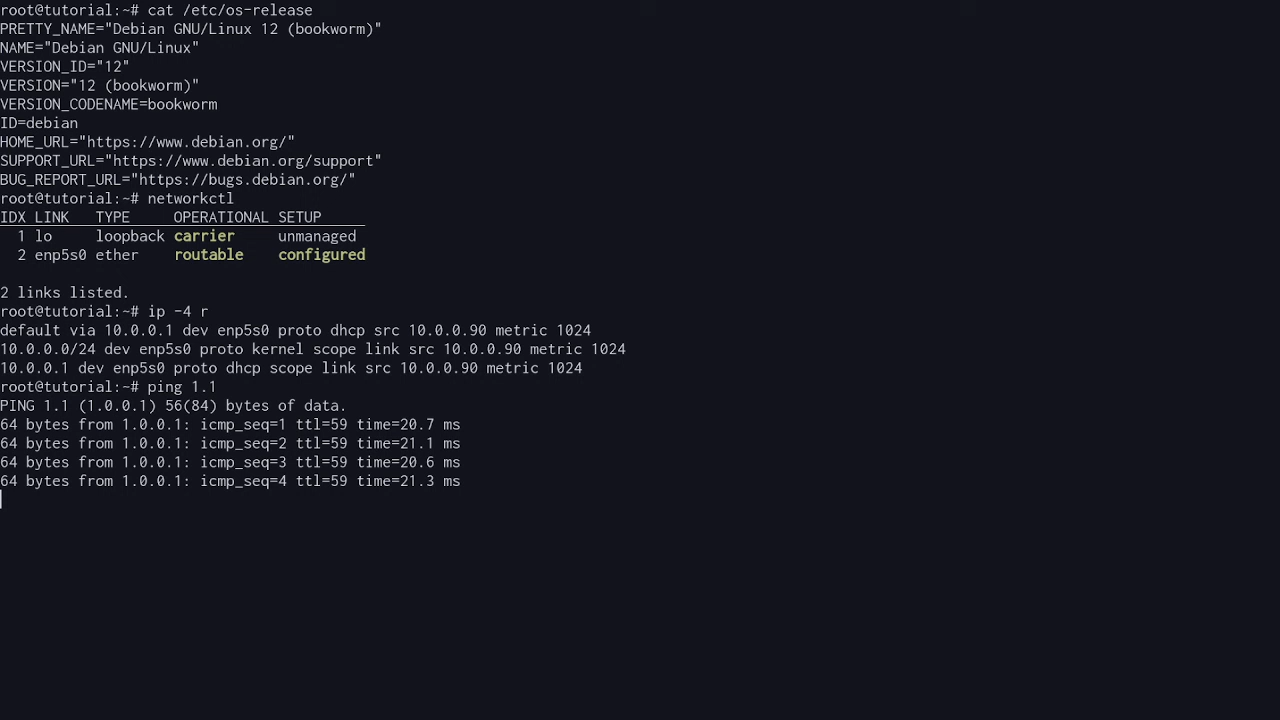 root@tutorial:~# cat /etc/os-release
PRETTY_NAME="Debian GNU/Linux 12 (bookworm)"
NAME="Debian GNU/Linux"
VERSION_ID="12"
VERSION="12 (bookworm)"
VERSION_CODENAME=bookworm
ID=debian
HOME_URL="https://www.debian.org/"
SUPPORT_URL="https://www.debian.org/support"
BUG_REPORT_URL="https://bugs.debian.org/"
root@tutorial:~# networkctl
IDX LINK   TYPE     OPERATIONAL SETUP
  1 lo     loopback carrier     unmanaged
  2 enp5s0 ether    routable    configured

2 links listed.
root@tutorial:~# ip -4 r
default via 10.0.0.1 dev enp5s0 proto dhcp src 10.0.0.90 metric 1024
10.0.0.0/24 dev enp5s0 proto kernel scope link src 10.0.0.90 metric 1024
10.0.0.1 dev enp5s0 proto dhcp scope link src 10.0.0.90 metric 1024
root@tutorial:~# ping 1.1
PING 1.1 (1.0.0.1) 56(84) bytes of data.
64 bytes from 1.0.0.1: icmp_seq=1 ttl=59 time=20.7 ms
64 bytes from 1.0.0.1: icmp_seq=2 ttl=59 time=21.1 ms
64 bytes from 1.0.0.1: icmp_seq=3 ttl=59 time=20.6 ms
64 bytes from 1.0.0.1: icmp_seq=4 ttl=59 time=21.3 ms